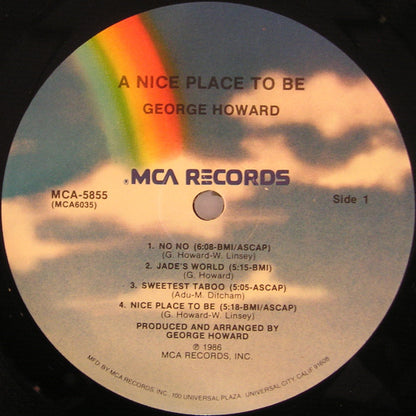 A NICE PLACE TO BE
GEORGE HOWARD
MCA RECORDS
MCA-5855
(MCA6035)
Side 1
1. NO NO (6:08-BMI/ASCAP)
(G. Howard-W. Linsey)
2. JADE'S WORLD (5:15-BMI)
(G. Howard)
3. SWEETEST TABOO (5:05-ASCAP)
(Adu-M. Ditcham)
4. NICE PLACE TO BE (5:18-BMI/ASCAP)
(G. Howard-W. Linsey)
PRODUCED AND ARRANGED BY
GEORGE HOWARD
℗ 1986
MCA RECORDS, INC.
MFD BY MCA RECORDS, INC. 100 UNIVERSAL PLAZA UNIVERSAL CITY, CALIF 91608